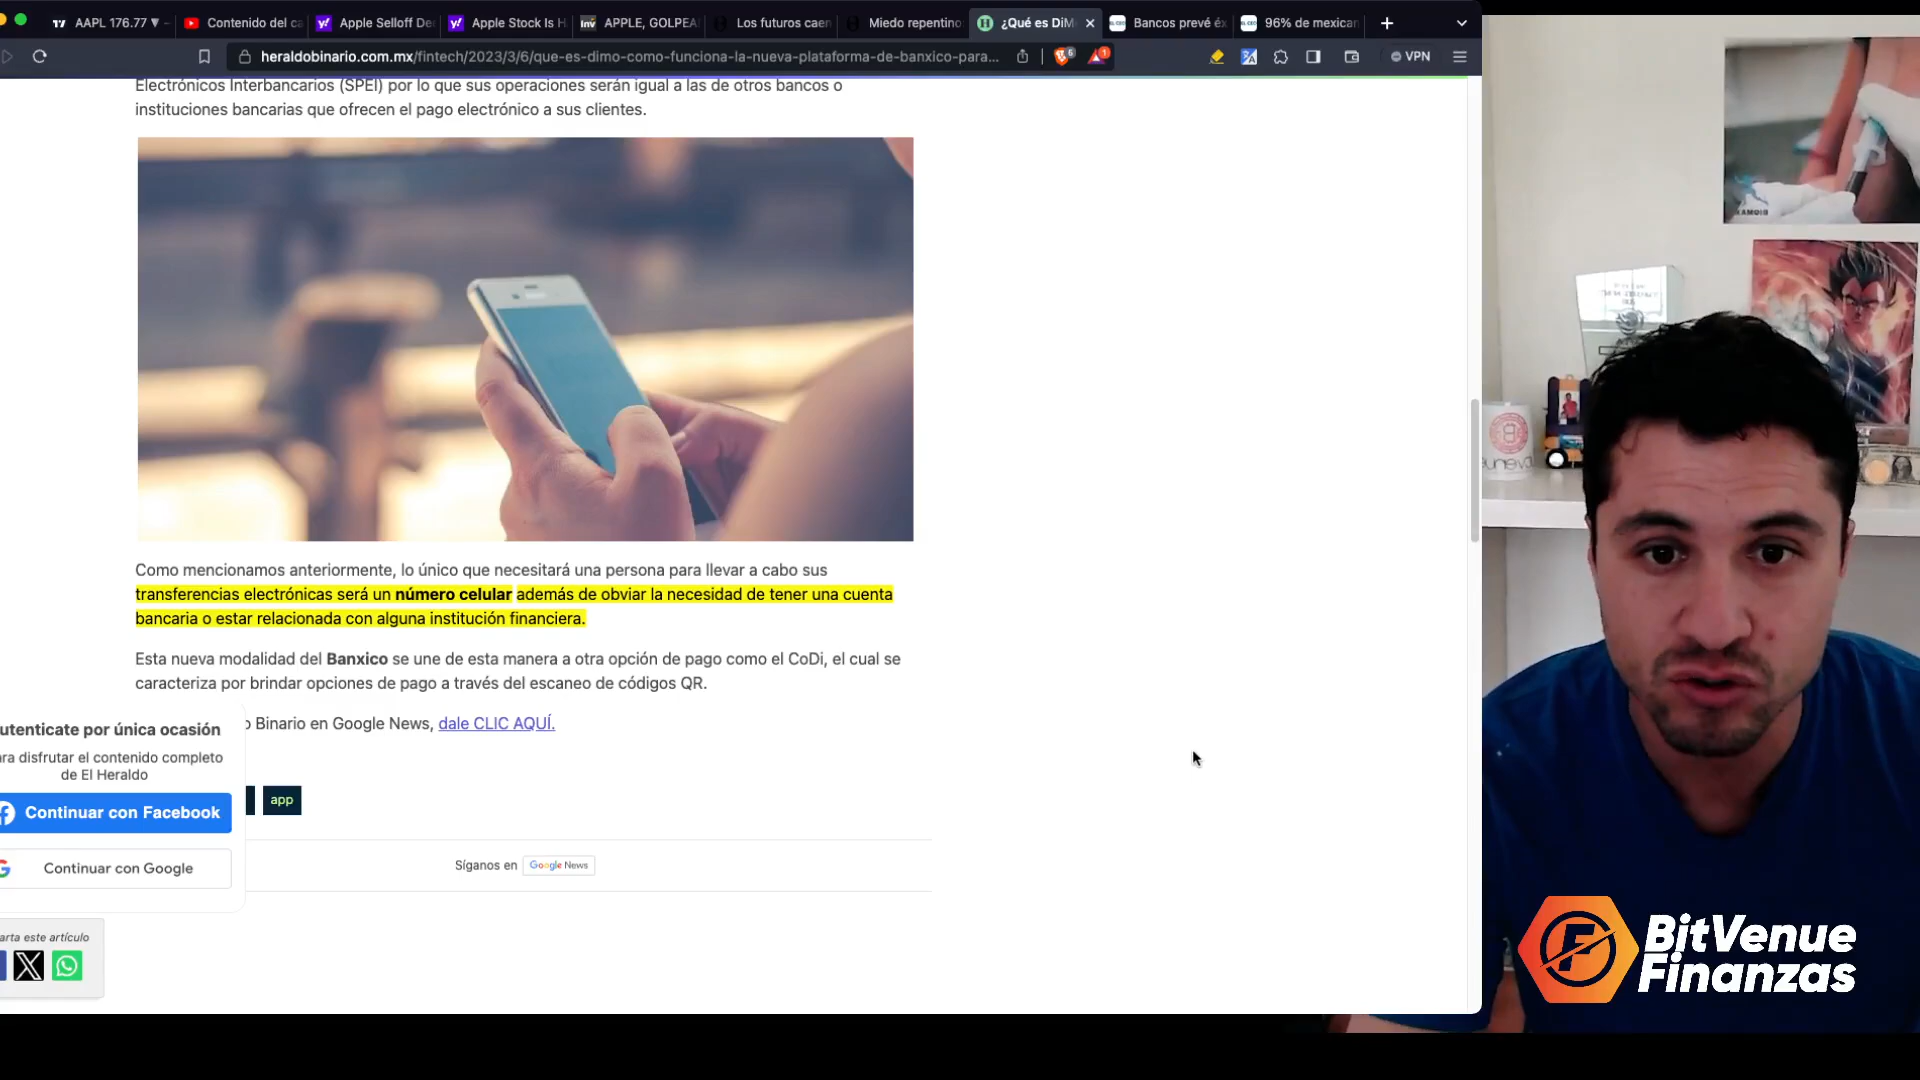 AAPL 176.77 ▼
Contenido del ca
Apple Selloff De
Apple Stock Is H
APPLE, GOLPEA
Los futuros caen
Miedo repentino
¿Qué es DiM
Bancos prevé éx
96% de mexican
heraldobinario.com.mx/fintech/2023/3/6/que-es-dimo-como-funciona-la-nueva-plataforma-de-banxico-para...
6
1
VPN
Electrónicos Interbancarios (SPEI) por lo que sus operaciones serán igual a las de otros bancos o
instituciones bancarias que ofrecen el pago electrónico a sus clientes.
Como mencionamos anteriormente, lo único que necesitará una persona para llevar a cabo sus
transferencias electrónicas será un número celular además de obviar la necesidad de tener una cuenta
bancaria o estar relacionada con alguna institución financiera.
Esta nueva modalidad del Banxico se une de esta manera a otra opción de pago como el CoDi, el cual se
caracteriza por brindar opciones de pago a través del escaneo de códigos QR.
o Binario en Google News, dale CLIC AQUÍ.
utenticate por única ocasión
ra disfrutar el contenido completo
de El Heraldo
Continuar con Facebook
Continuar con Google
app
Síganos en Google News
arta este artículo
BitVenue
Finanzas